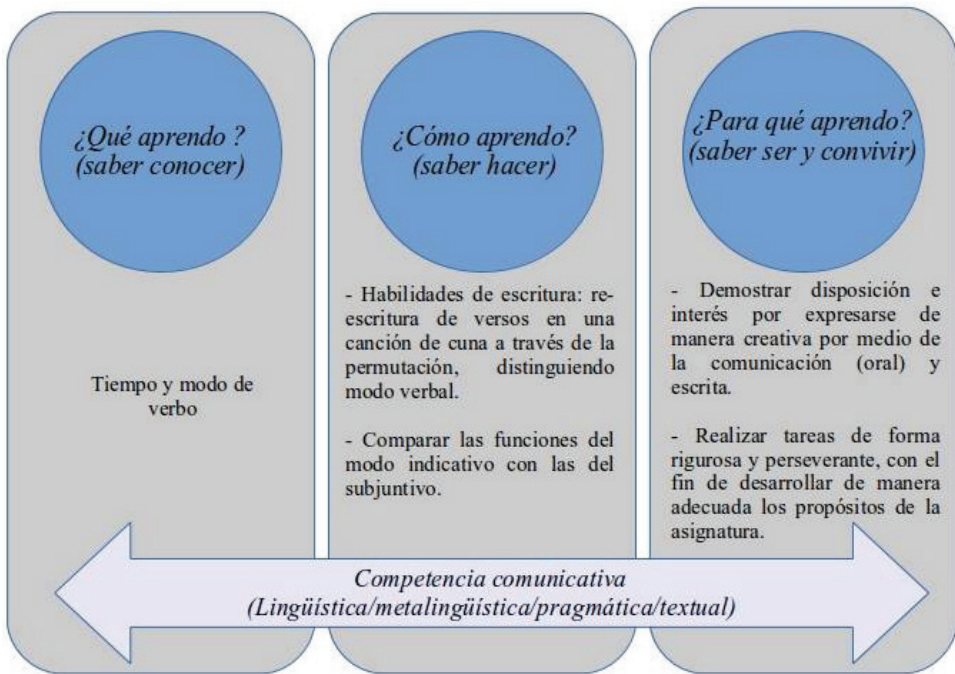 ¿Qué aprendo ?
(saber conocer)
Tiempo y modo de
verbo
¿Cómo aprendo?
(saber hacer)
- Habilidades de escritura: re-
escritura de versos en una
canción de cuna a través de la
permutación, distinguiendo
modo verbal.
- Comparar las funciones del
modo indicativo con las del
subjuntivo.
¿Para qué aprendo?
(saber ser y convivir)
- Demostrar disposición e
interés por expresarse de
manera creativa por medio de
la comunicación (oral) y
escrita.
- Realizar tareas de forma
rigurosa y perseverante, con el
fin de desarrollar de manera
adecuada los propósitos de la
asignatura.
Competencia comunicativa
(Lingüística/metalingüística/pragmática/textual)